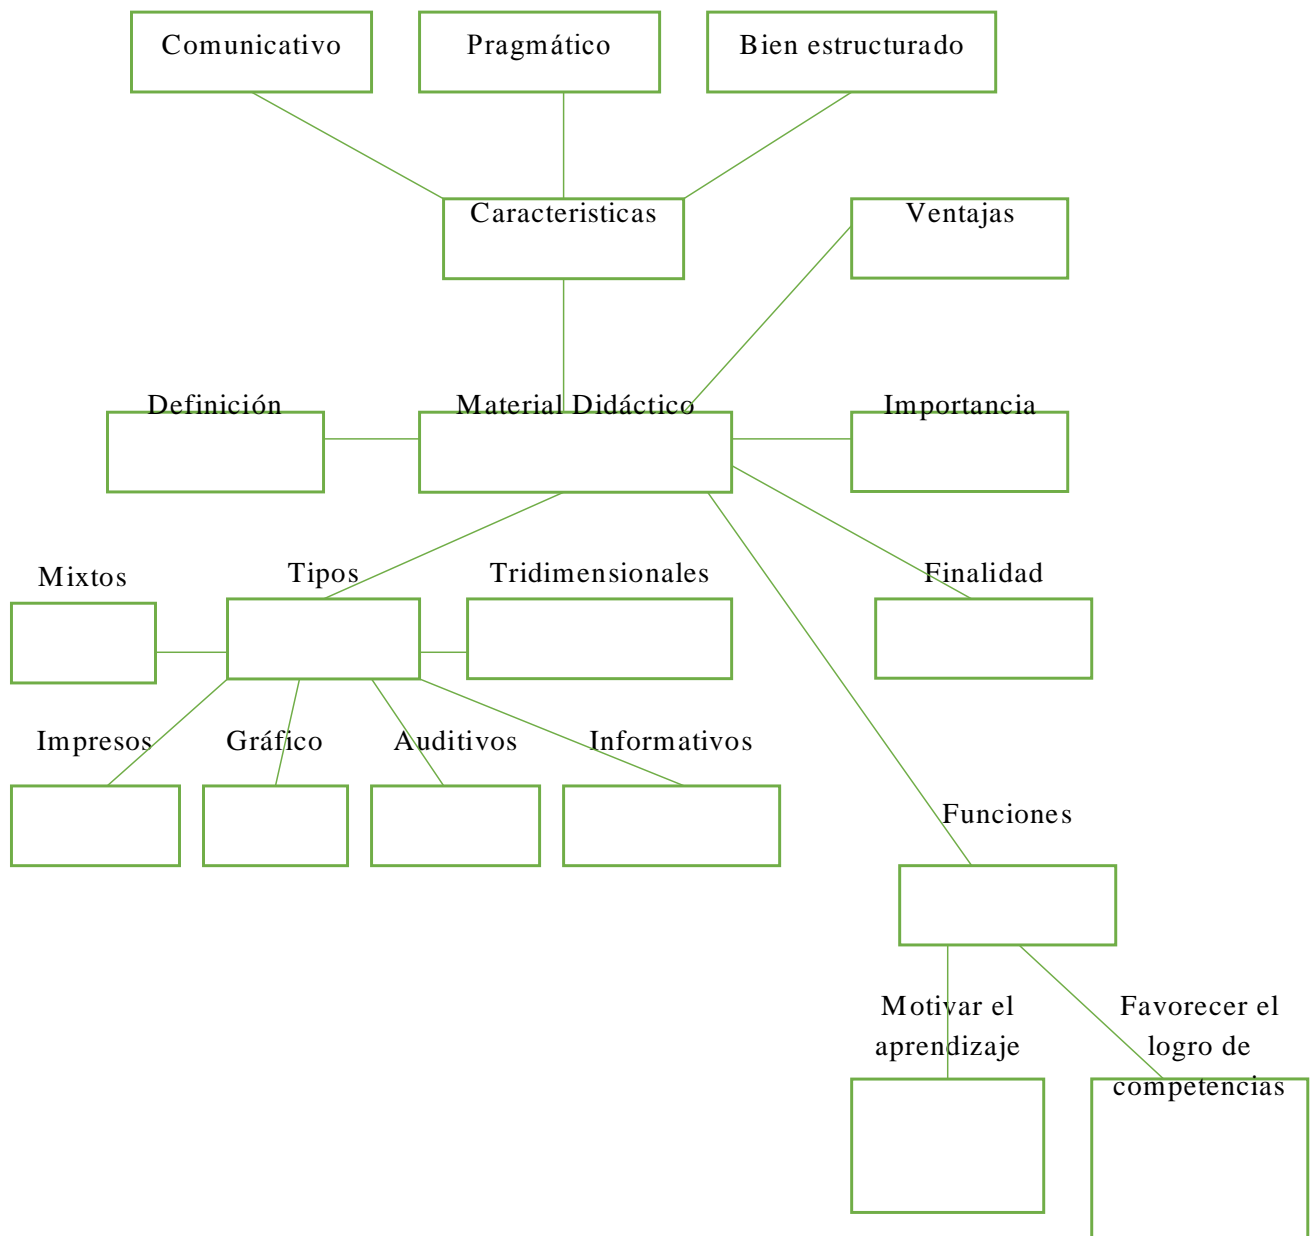 Comunicativo
Pragmático
Bien estructurado
Caracteristicas
Ventajas
Definición
Material Didáctico
Importancia
Mixtos
Tipos
Tridimensionales
Finalidad
Impresos
Gráfico
Auditivos
Informativos
Funciones
Motivar el
aprendizaje
Favorecer el
logro de
competencias